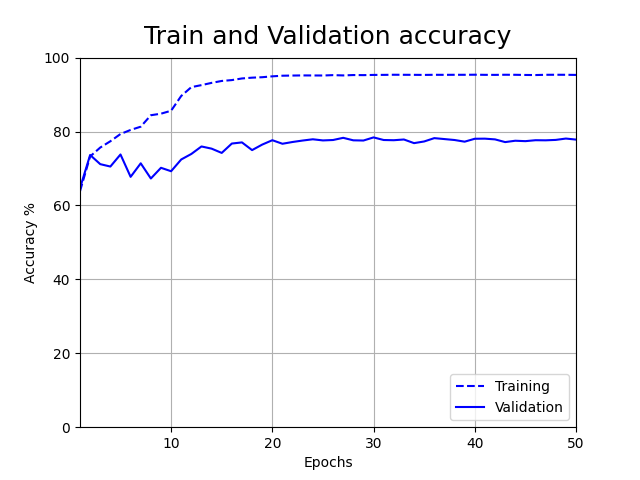 Train and Validation accuracy
100
80
60
40
20
0
Accuracy %
10 20 30 40 50
Epochs
Training
Validation